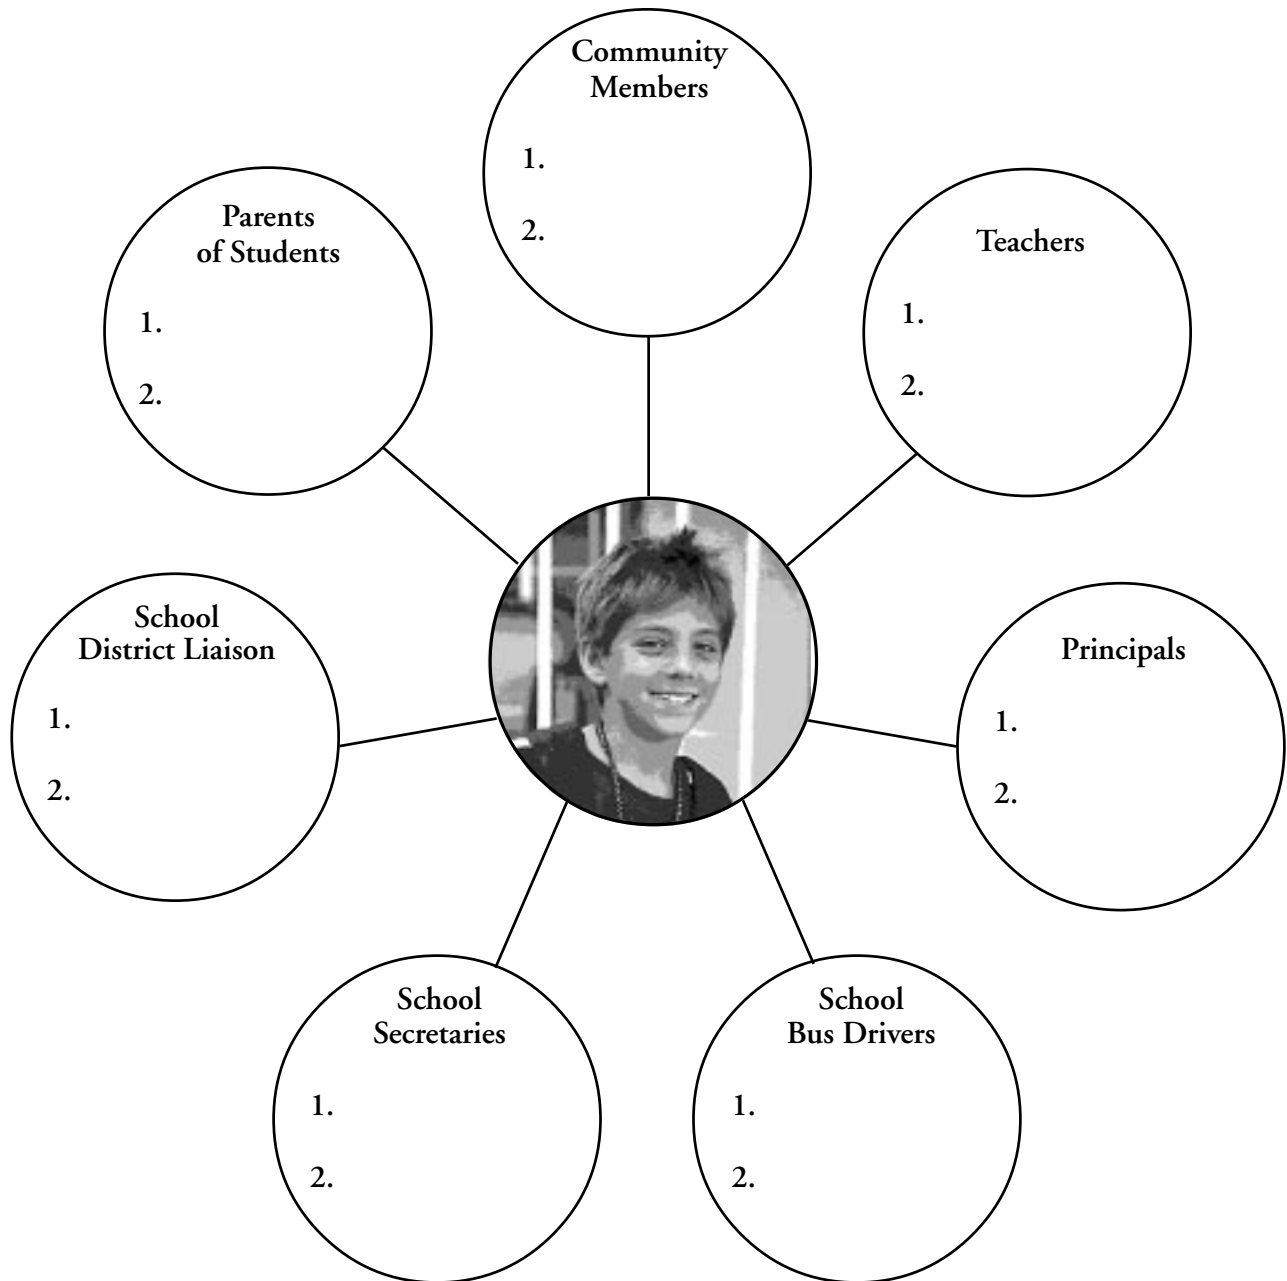 Community
Members
1.
2.
Parents
of Students
1.
2.
Teachers
1.
2.
School
District Liaison
1.
2.
Principals
1.
2.
School
Secretaries
1.
2.
School
Bus Drivers
1.
2.